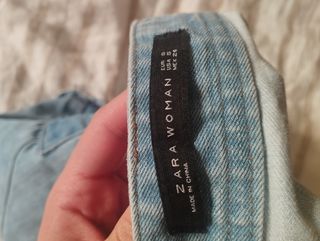 EUR S
USA S
MEX 26
ZARA WOMAN
MADE IN
CHINA